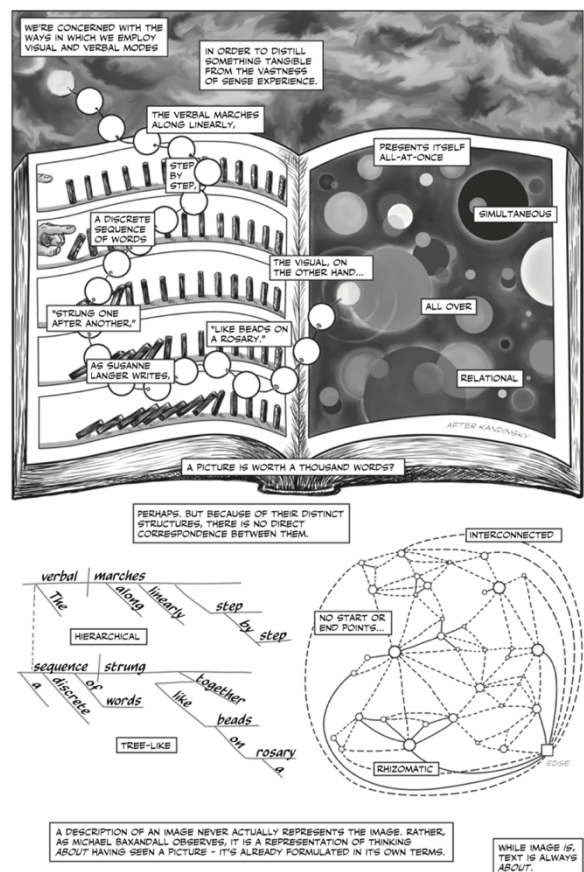 WE'RE CONCERNED WITH THE
WAYS IN WHICH WE EMPLOY
VISUAL AND VERBAL MODES
IN ORDER TO DISTILL
SOMETHING TANGIBLE
FROM THE VASTNESS
OF SENSE EXPERIENCE.
THE VERBAL MARCHES
ALONG LINEARLY,
STEP
BY
STEP,
A DISCRETE
SEQUENCE
OF WORDS
"STRUNG ONE
AFTER ANOTHER,"
"LIKE BEADS ON
A ROSARY."
AS SUSANNE
LANGER WRITES,
THE VISUAL, ON
THE OTHER HAND...
PRESENTS ITSELF
ALL-AT-ONCE
SIMULTANEOUS
ALL OVER
RELATIONAL
AFTER KANDINSKY
A PICTURE IS WORTH A THOUSAND WORDS?
PERHAPS. BUT BECAUSE OF THEIR DISTINCT
STRUCTURES, THERE IS NO DIRECT
CORRESPONDENCE BETWEEN THEM.
verbal marches
The
along
linearly
step
by
step
HIERARCHICAL
sequence strung
a
discrete
of
words
together
like
beads
on
rosary
a
TREE-LIKE
INTERCONNECTED
NO START OR
END POINTS...
RHIZOMATIC
EDGE
A DESCRIPTION OF AN IMAGE NEVER ACTUALLY REPRESENTS THE IMAGE. RATHER,
AS MICHAEL BAXANDALL OBSERVES, IT IS A REPRESENTATION OF THINKING
ABOUT HAVING SEEN A PICTURE - IT'S ALREADY FORMULATED IN ITS OWN TERMS.
WHILE IMAGE IS,
TEXT IS ALWAYS
ABOUT.